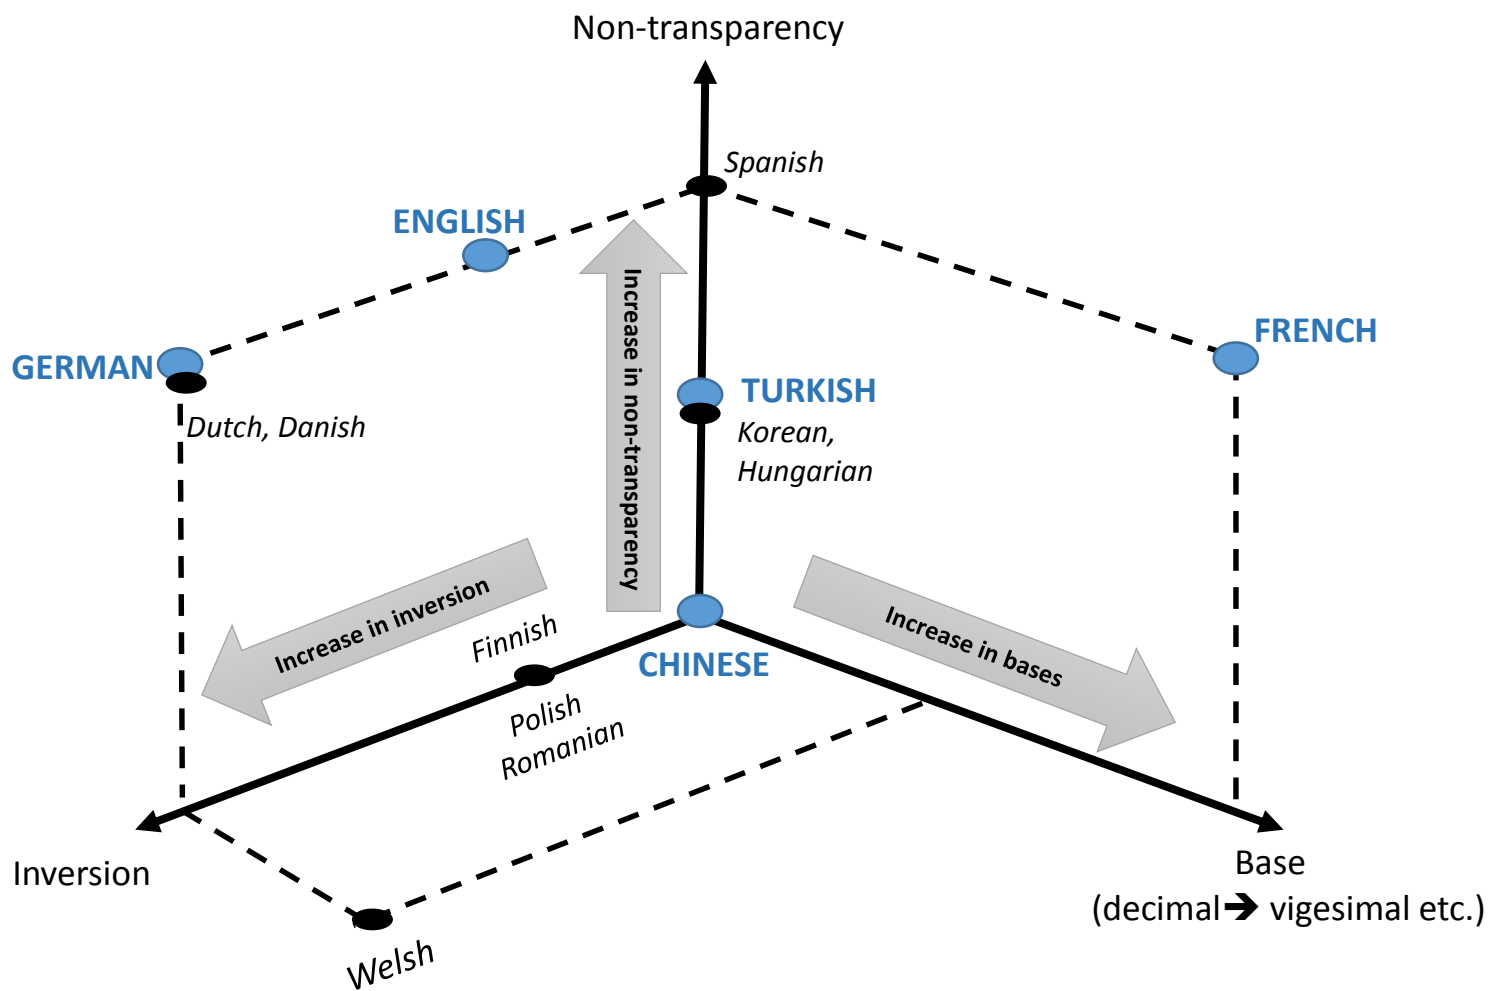 Non-transparency
Spanish
ENGLISH
FRENCH
GERMAN
Dutch, Danish
TURKISH
Korean,
Hungarian
Increase in non-transparency
Increase in inversion
Increase in bases
Finnish
CHINESE
Polish
Romanian
Inversion
Base
(decimal➔ vigesimal etc.)
Welsh